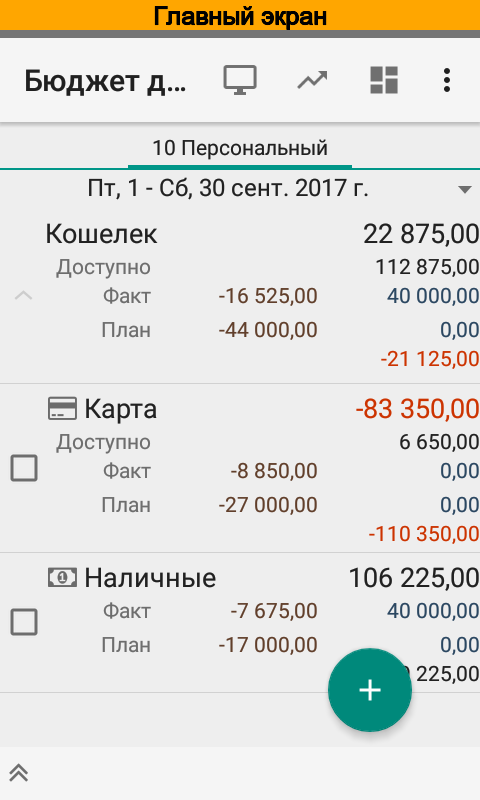 Главный экран
Бюджет д...
10 Персональный
Пт, 1 - Сб, 30 сент. 2017 г.
Кошелек 22 875,00
Доступно 112 875,00
Факт -16 525,00 40 000,00
План -44 000,00 0,00
-21 125,00
Карта -83 350,00
Доступно 6 650,00
Факт -8 850,00 0,00
План -27 000,00 0,00
-110 350,00
Наличные 106 225,00
Факт -7 675,00 40 000,00
План -17 000,00 0,00
225,00